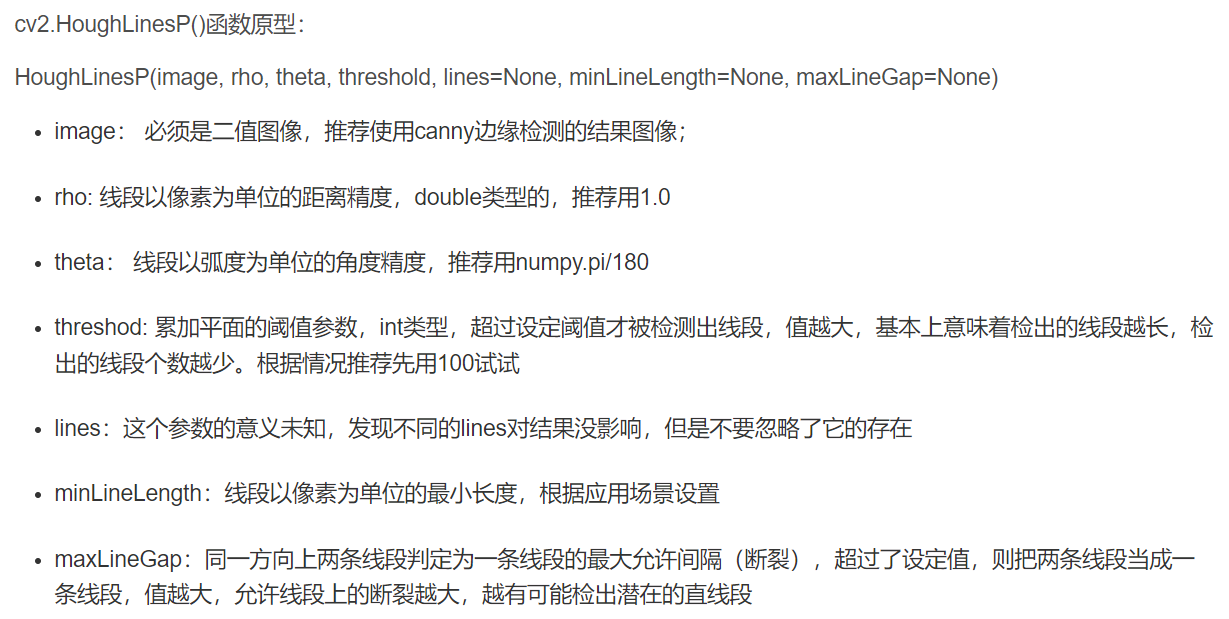 cv2.HoughLinesP()函数原型：
HoughLinesP(image, rho, theta, threshold, lines=None, minLineLength=None, maxLineGap=None)
• image： 必须是二值图像，推荐使用canny边缘检测的结果图像；
• rho: 线段以像素为单位的距离精度，double类型的，推荐用1.0
• theta： 线段以弧度为单位的角度精度，推荐用numpy.pi/180
• threshod: 累加平面的阈值参数，int类型，超过设定阈值才被检测出线段，值越大，基本上意味着检出的线段越长，检
出的线段个数越少。根据情况推荐先用100试试
• lines：这个参数的意义未知，发现不同的lines对结果没影响，但是不要忽略了它的存在
• minLineLength：线段以像素为单位的最小长度，根据应用场景设置
• maxLineGap：同一方向上两条线段判定为一条线段的最大允许间隔（断裂），超过了设定值，则把两条线段当成一
条线段，值越大，允许线段上的断裂越大，越有可能检出潜在的直线段